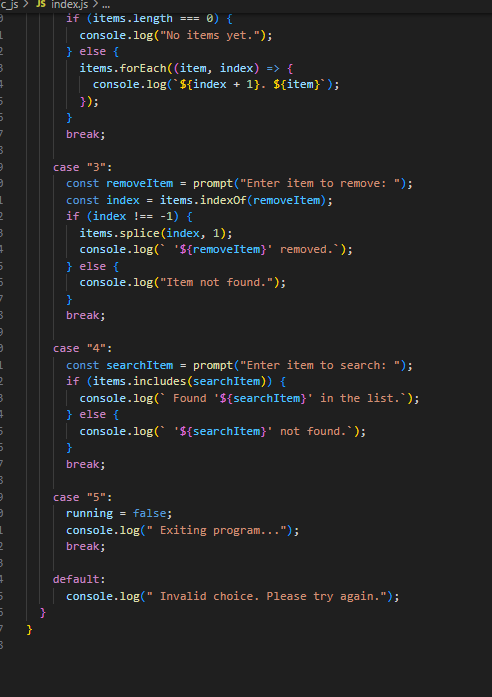 c_js > JS index.js > ...
if (items.length === 0) {
console.log("No items yet.");
} else {
items.forEach((item, index) => {
console.log(`${index + 1}. ${item}`);
});
}
break;
case "3":
const removeItem = prompt("Enter item to remove: ");
const index = items.indexOf(removeItem);
if (index !== -1) {
items.splice(index, 1);
console.log(` '${removeItem}' removed.`);
} else {
console.log("Item not found.");
}
break;
case "4":
const searchItem = prompt("Enter item to search: ");
if (items.includes(searchItem)) {
console.log(` Found '${searchItem}' in the list.`);
} else {
console.log(` '${searchItem}' not found.`);
}
break;
case "5":
running = false;
console.log(" Exiting program...");
break;
default:
console.log(" Invalid choice. Please try again.");
}
}